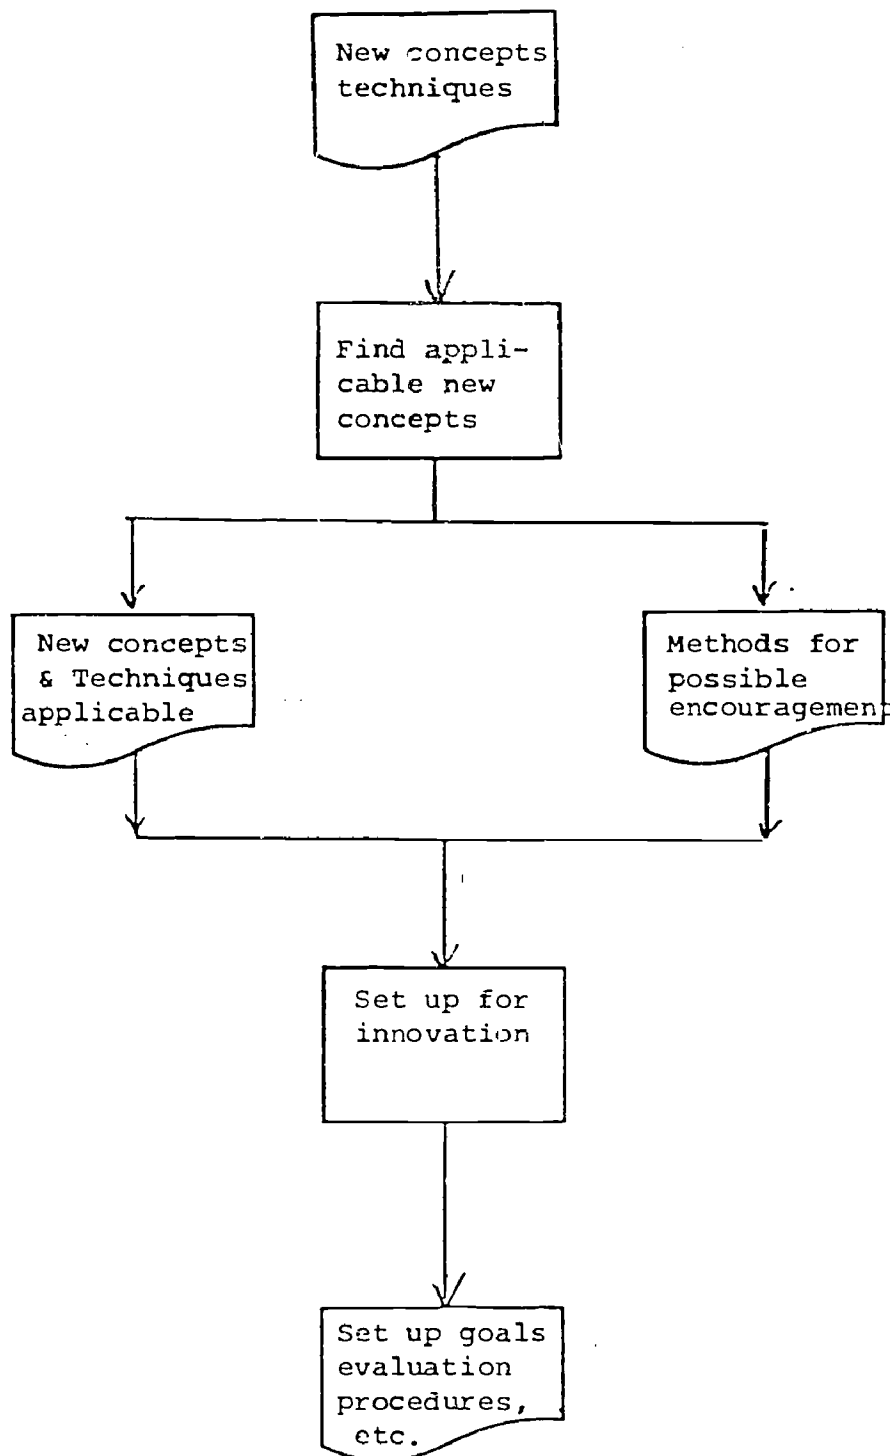 New concepts
techniques
Find appli-
cable new
concepts
New concepts
& Techniques
applicable
Methods for
possible
encouragement
Set up for
innovation
Set up goals
evaluation
procedures,
etc.